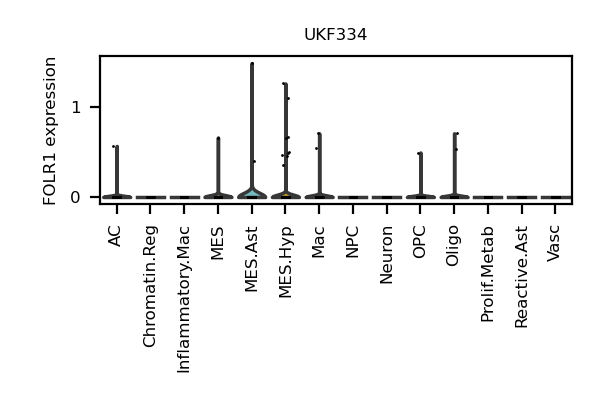 UKF334
FOLR1 expression
1
0
AC
Chromatin.Reg
Inflammatory.Mac
MES
MES.Ast
MES.Hyp
Mac
NPC
Neuron
OPC
Oligo
Prolif.Metab
Reactive.Ast
Vasc